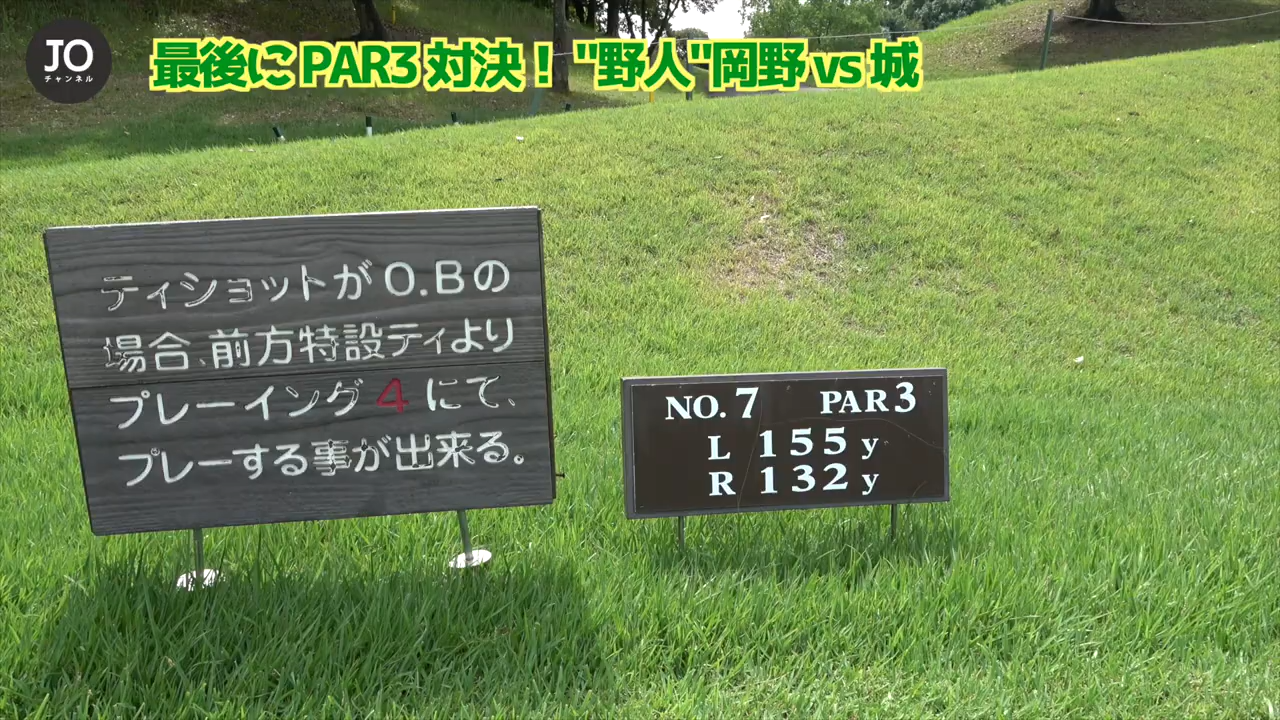 JO
チャンネル
最後にPAR3対決！"野人"岡野vs城
ティショットがO.Bの
場合、前方特設ティより
プレーイング4にて、
プレーする事が出来る。
NO.7 PAR3
L 155y
R 132y